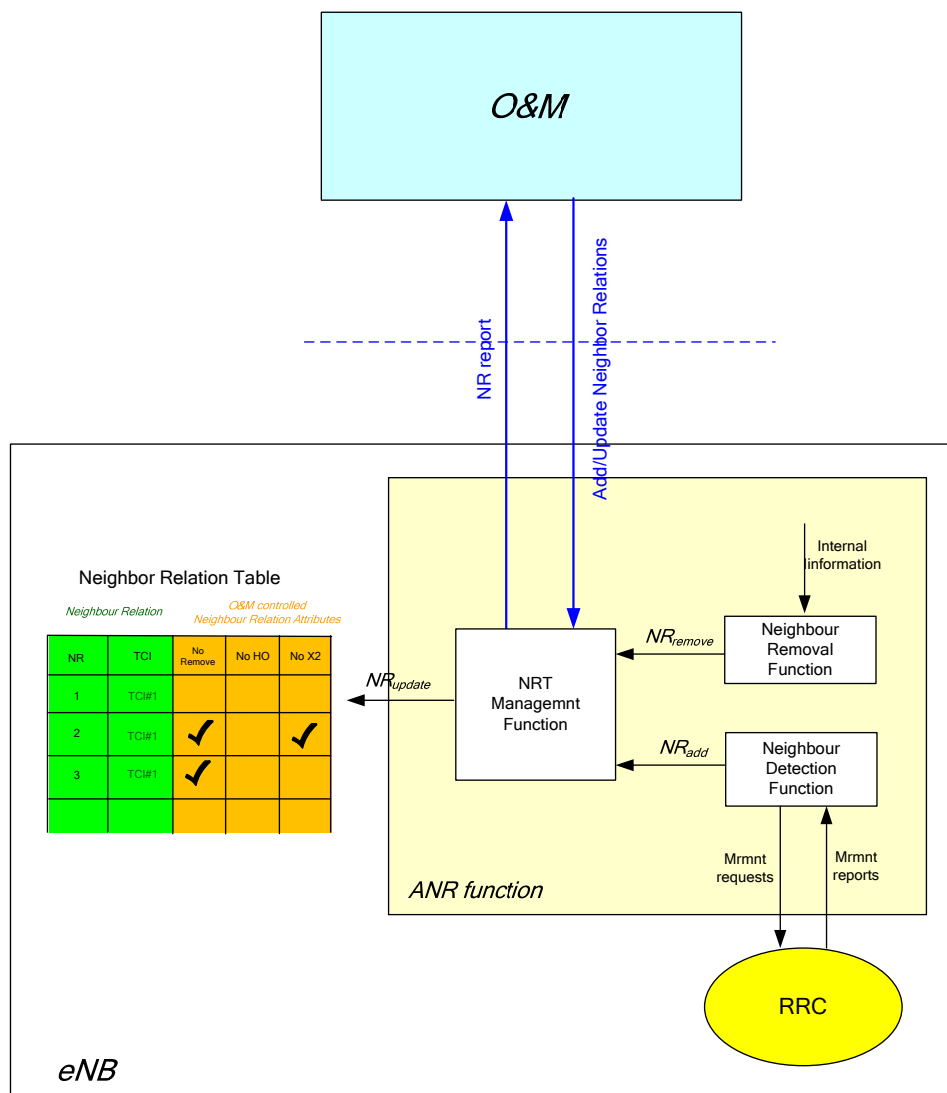 O&M
NR report
Add/Update Neighbor Relations
Internal
Iinformation
Neighbor Relation Table
Neighbour Relation
O&M controlled
Neighbour Relation Attributes
NR
TCI
No
Remove
No HO
No X2
1
TCI#1
2
TCI#1
3
TCI#1
NRupdate
NRT
Managemnt
Function
NRremove
Neighbour
Removal
Function
NRadd
Neighbour
Detection
Function
Mrmnt
requests
Mrmnt
reports
ANR function
RRC
eNB